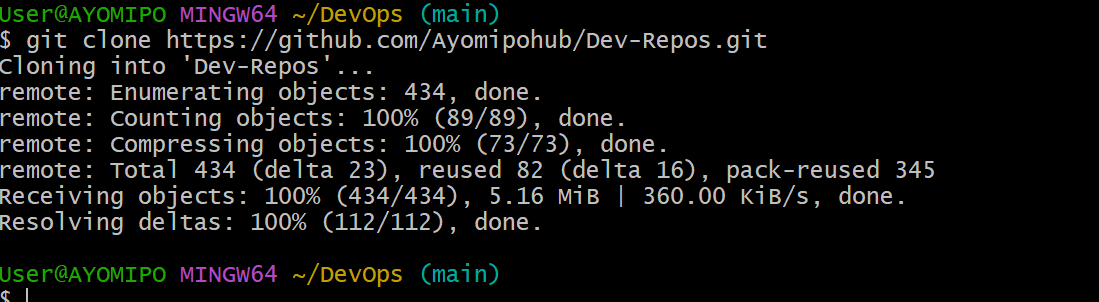 User@AYOMIPO MINGW64 ~/DevOps (main)
$ git clone https://github.com/Ayomipohub/Dev-Repos.git
Cloning into 'Dev-Repos'...
remote: Enumerating objects: 434, done.
remote: Counting objects: 100% (89/89), done.
remote: Compressing objects: 100% (73/73), done.
remote: Total 434 (delta 23), reused 82 (delta 16), pack-reused 345
Receiving objects: 100% (434/434), 5.16 MiB | 360.00 KiB/s, done.
Resolving deltas: 100% (112/112), done.
User@AYOMIPO MINGW64 ~/DevOps (main)
$